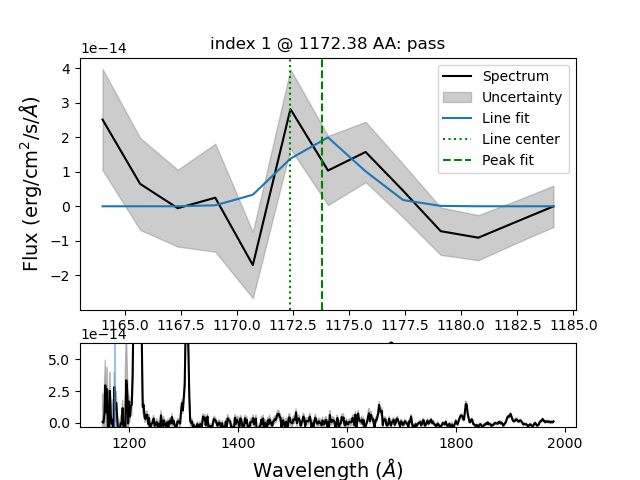 index 1 @ 1172.38 AA: pass
1e−14
Flux (erg/cm²/s/Å)
4
3
2
1
0
−1
−2
Spectrum
Uncertainty
Line fit
Line center
Peak fit
1165.0 1167.5 1170.0 1172.5 1175.0 1177.5 1180.0 1182.5 1185.0
1e−14
5.0
2.5
0.0
1200 1400 1600 1800 2000
Wavelength (Å)